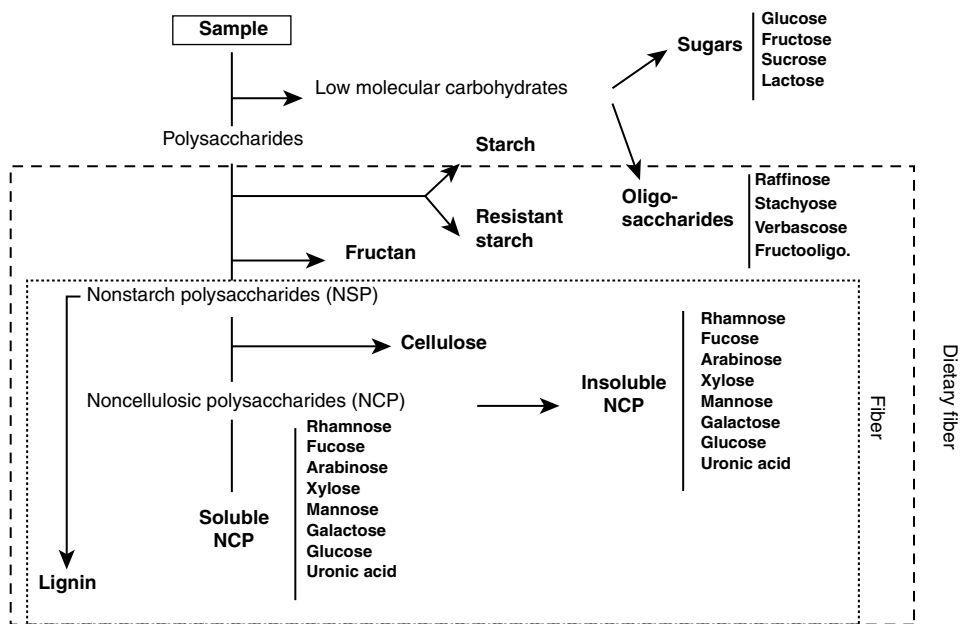 Sample
Low molecular carbohydrates
Sugars
Glucose
Fructose
Sucrose
Lactose
Polysaccharides
Starch
Resistant
starch
Oligo-
saccharides
Raffinose
Stachyose
Verbascose
Fructooligo.
Fructan
Nonstarch polysaccharides (NSP)
Cellulose
Noncellulosic polysaccharides (NCP)
Insoluble
NCP
Rhamnose
Fucose
Arabinose
Xylose
Mannose
Galactose
Glucose
Uronic acid
Soluble
NCP
Rhamnose
Fucose
Arabinose
Xylose
Mannose
Galactose
Glucose
Uronic acid
Lignin
Fiber
Dietary fiber